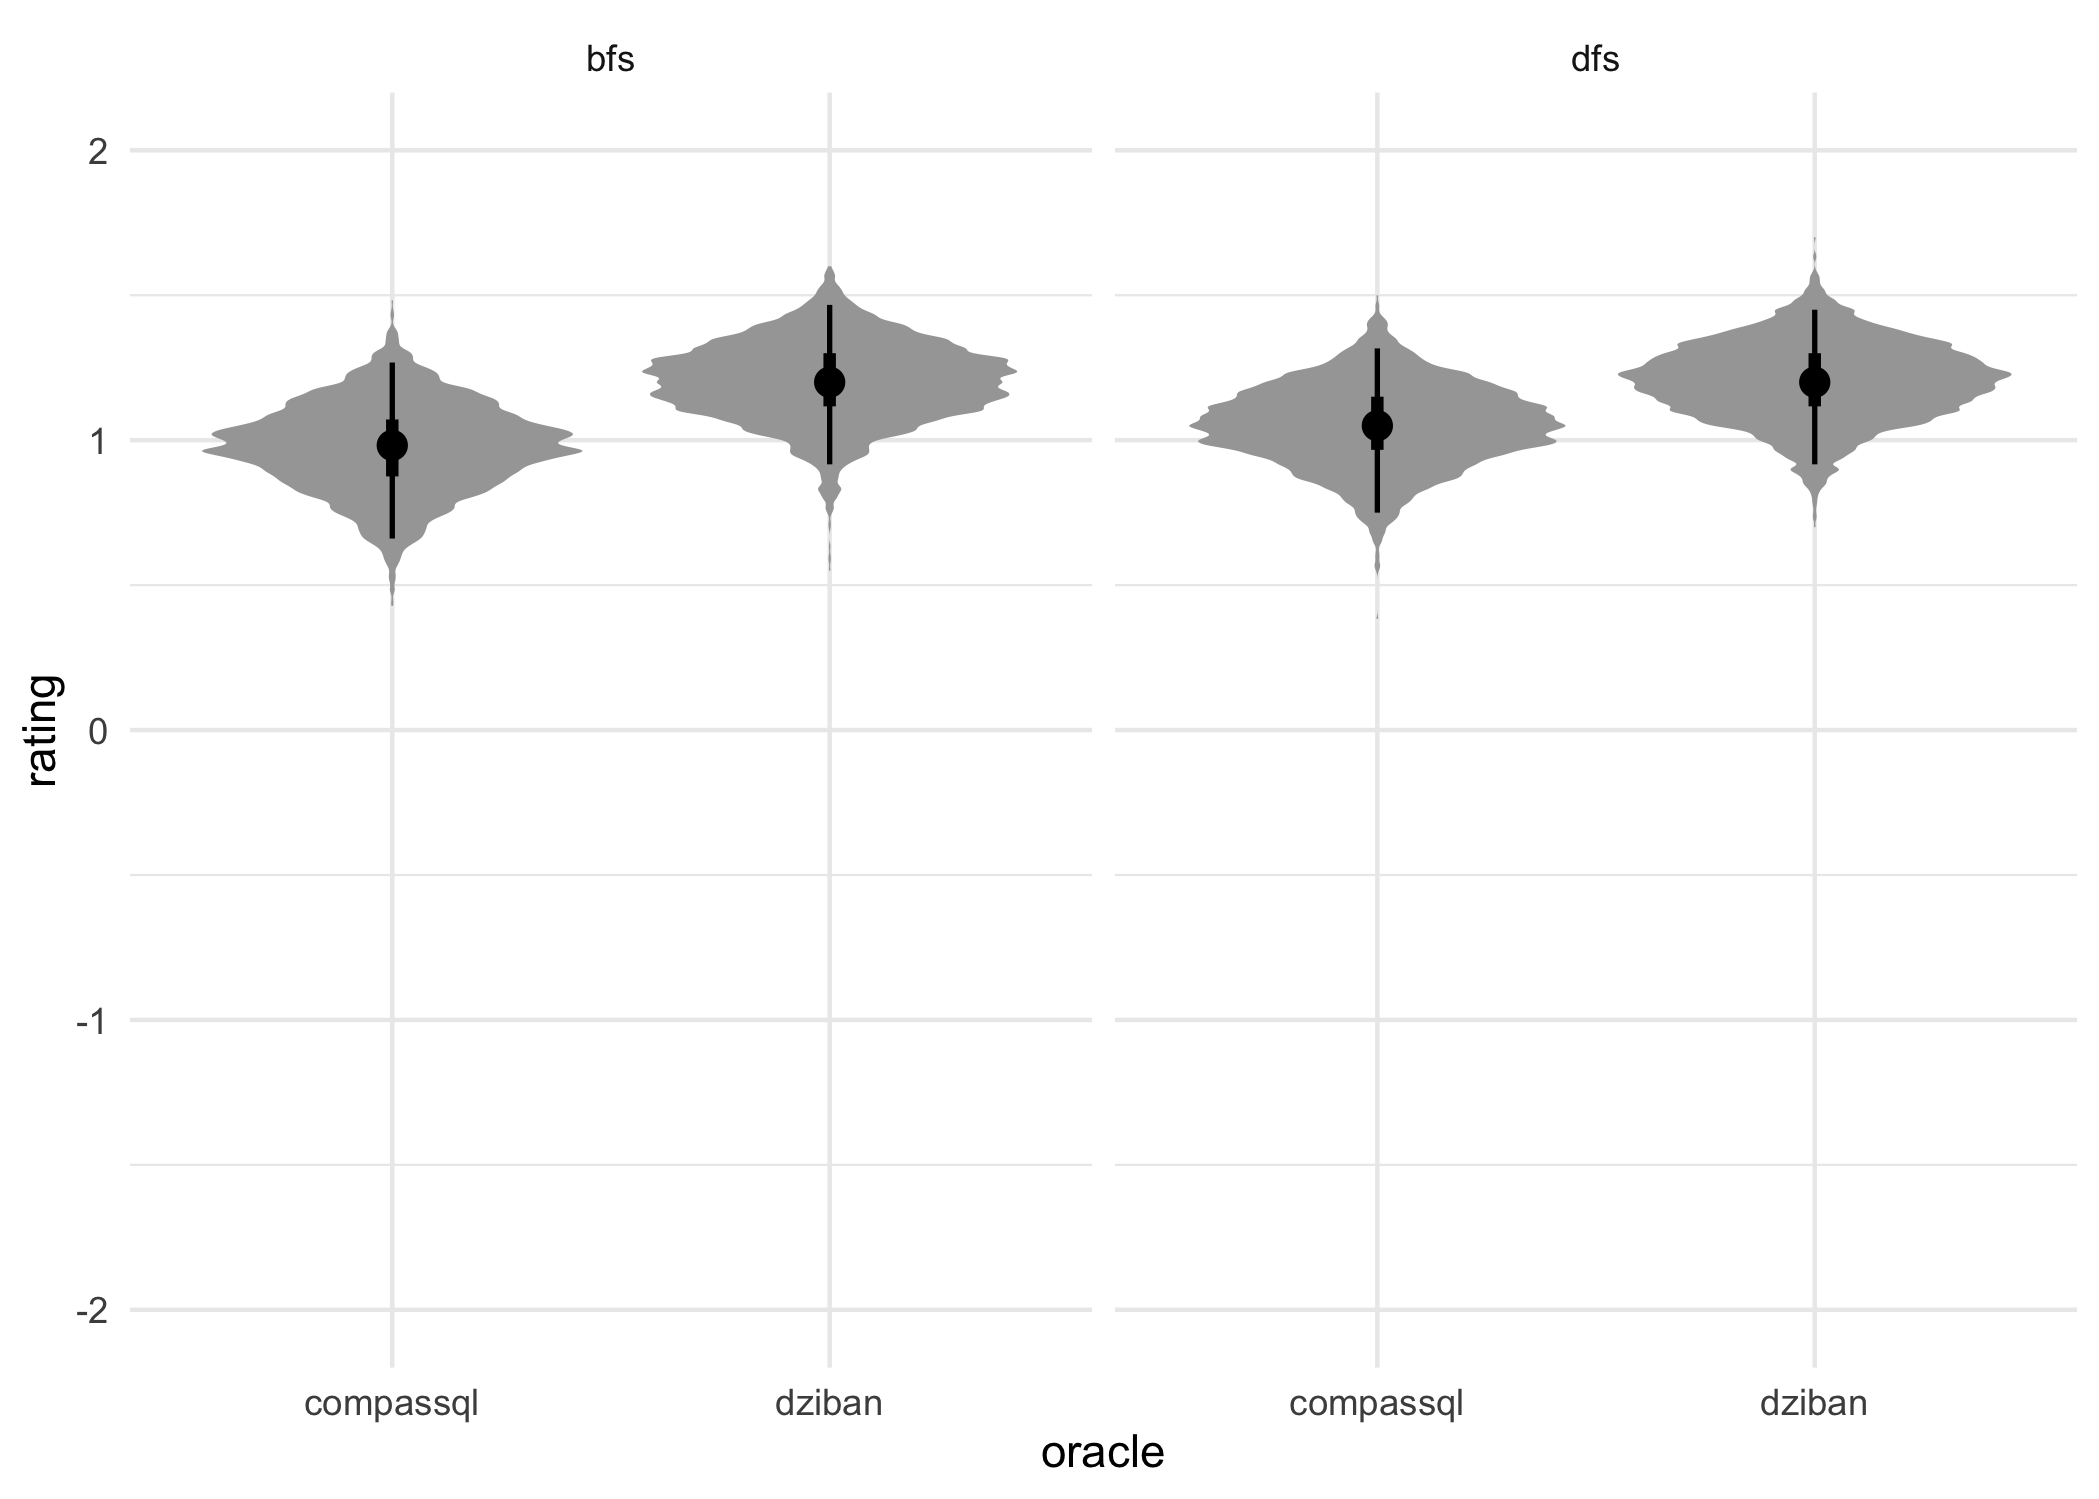 bfs
dfs
2
1
0
-1
-2
rating
compassql
dziban
compassql
dziban
oracle